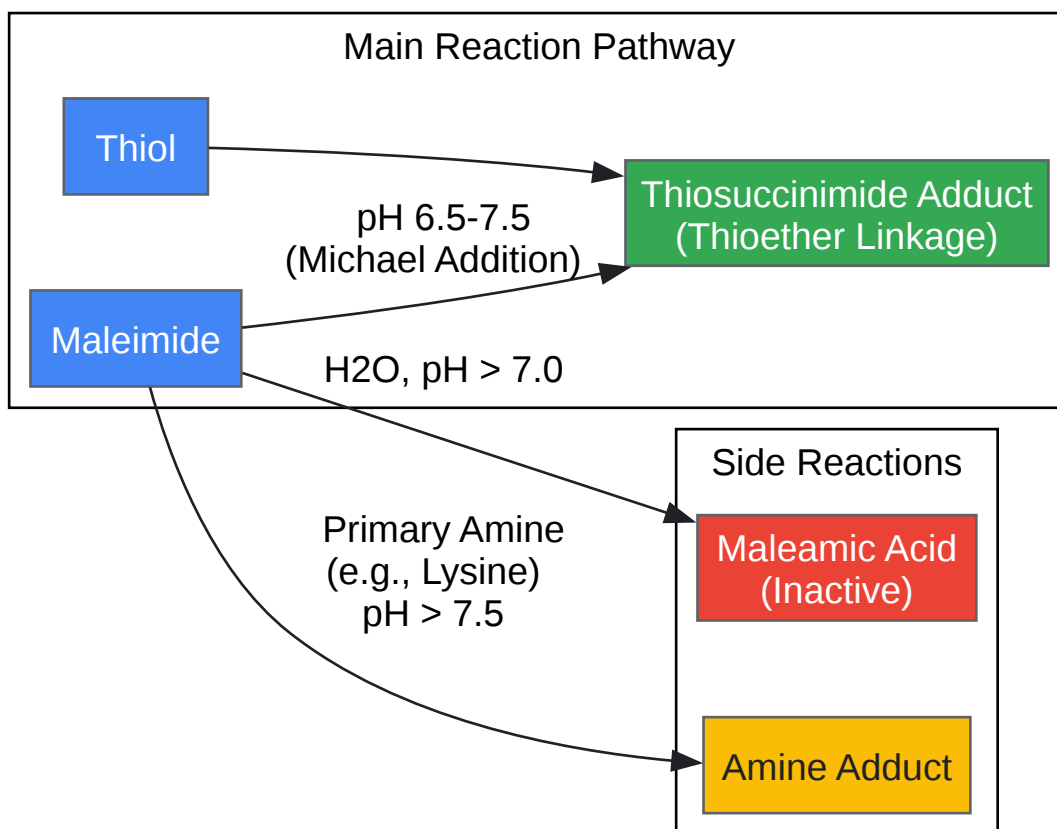 Main Reaction Pathway
Thiol
Thiosuccinimide Adduct
(Thioether Linkage)
pH 6.5-7.5
(Michael Addition)
Maleimide
H2O, pH > 7.0
Side Reactions
Primary Amine
(e.g., Lysine)
pH > 7.5
Maleamic Acid
(Inactive)
Amine Adduct